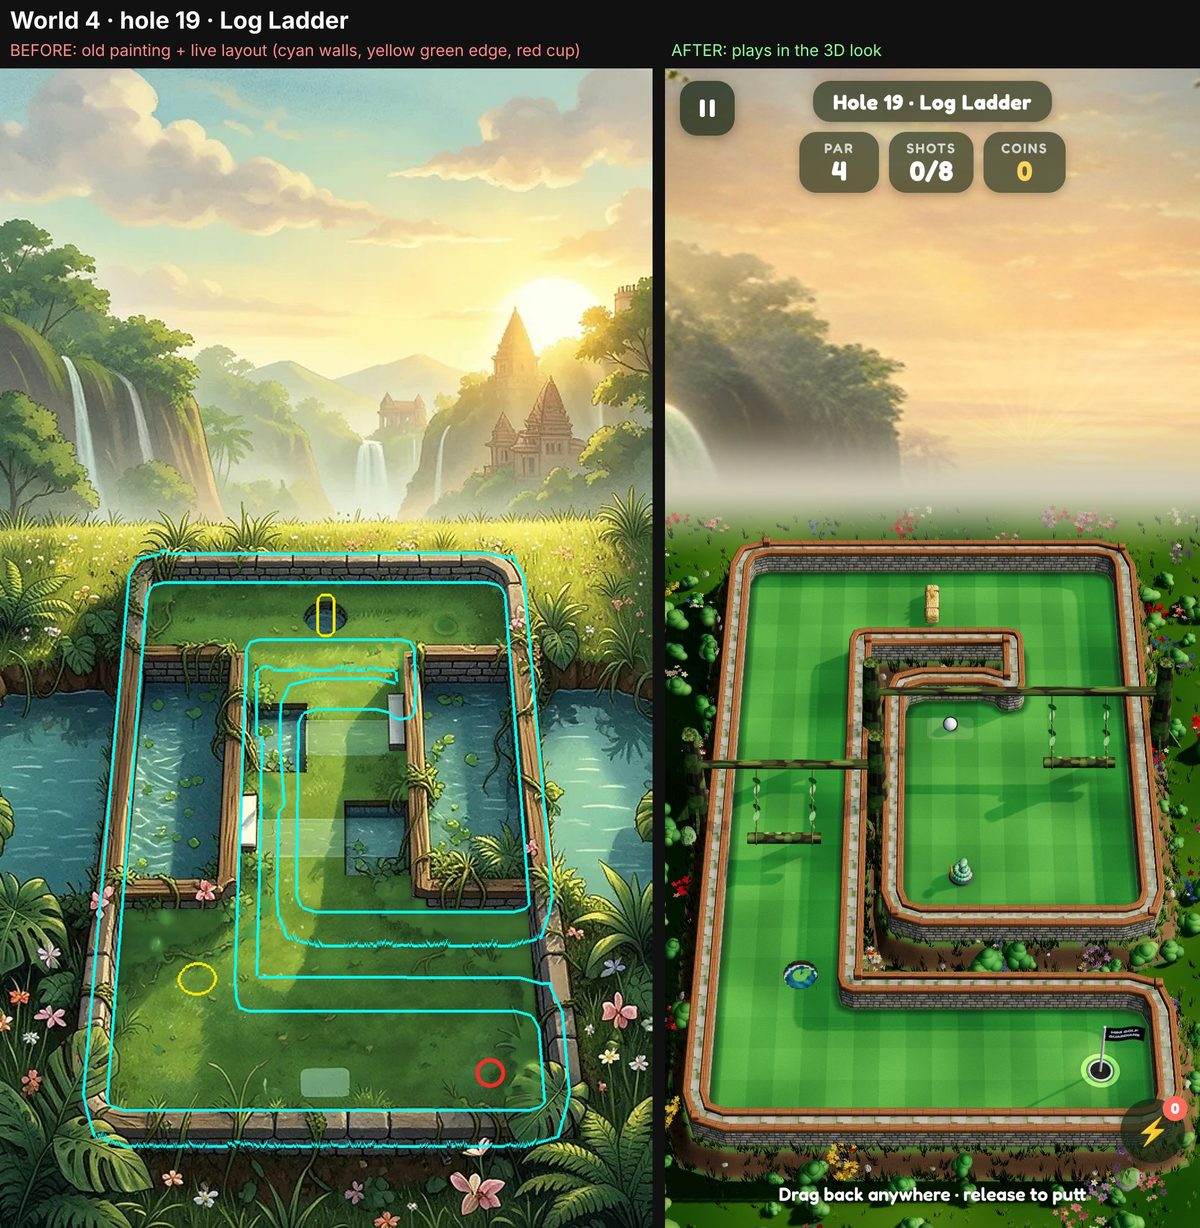 World 4 · hole 19 · Log Ladder
BEFORE: old painting + live layout (cyan walls, yellow green edge, red cup)
AFTER: plays in the 3D look
Hole 19 · Log Ladder
PAR
4
SHOTS
0/8
COINS
0
MINI GOLF
0
Drag back anywhere · release to putt